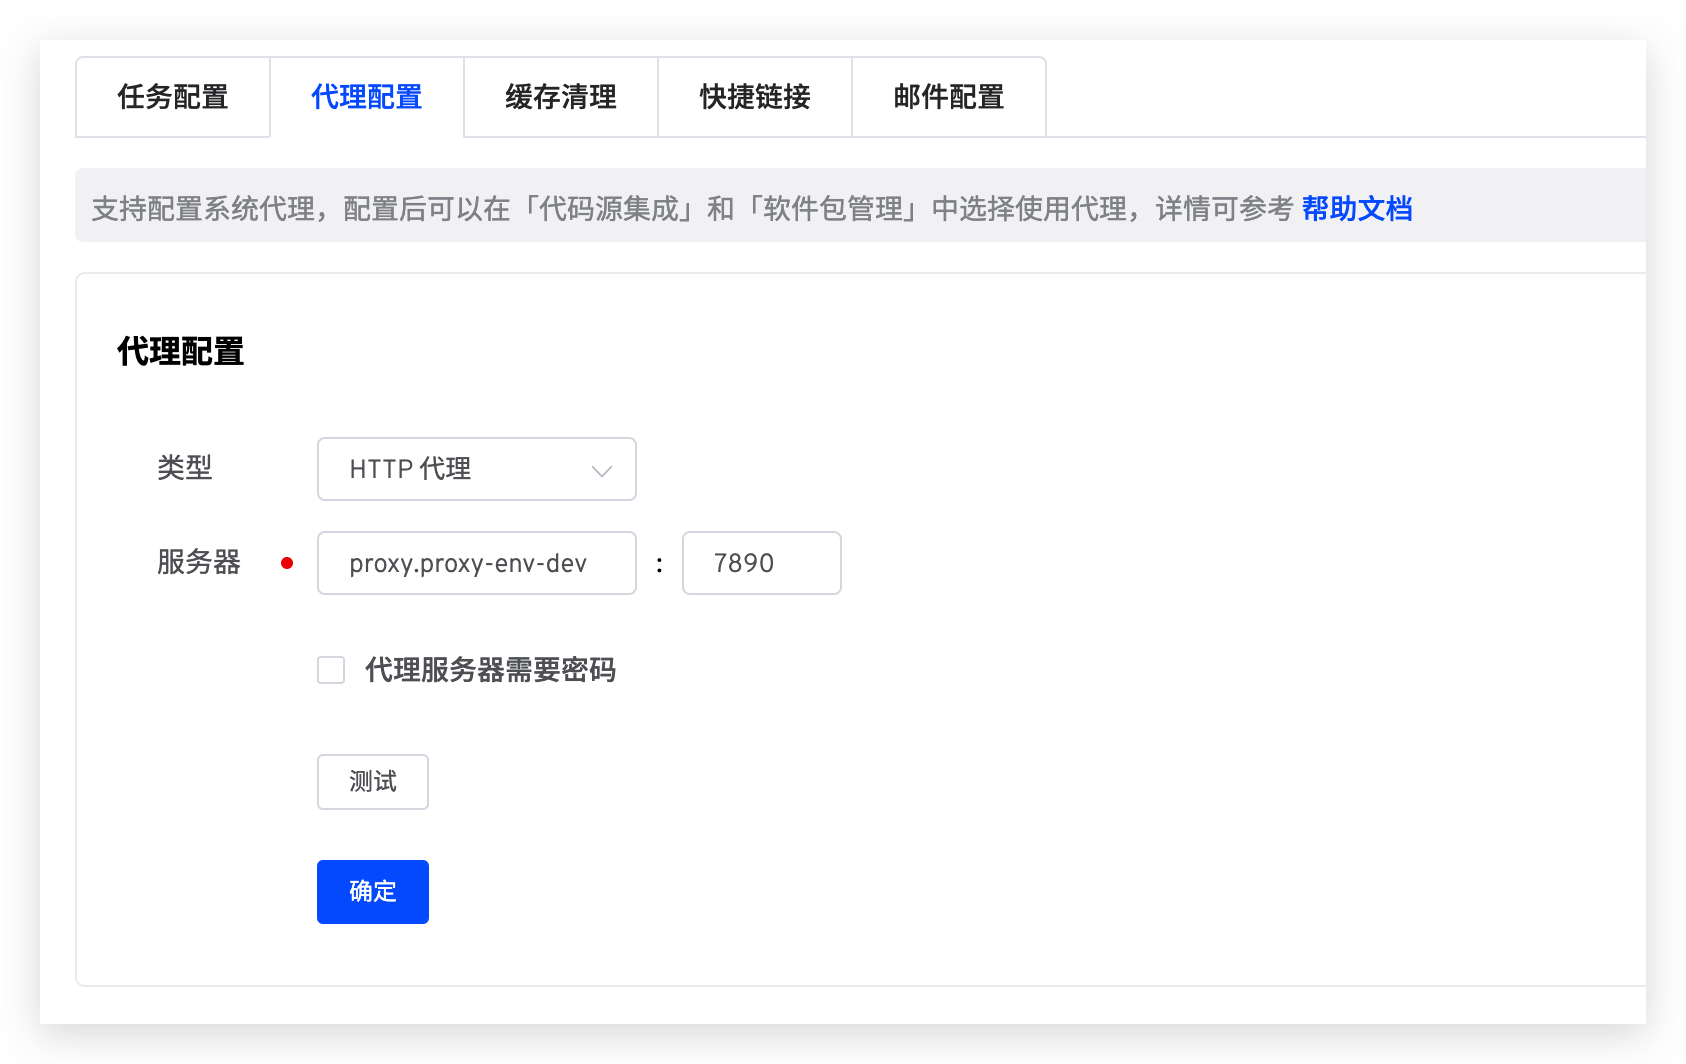 任务配置 代理配置 缓存清理 快捷链接 邮件配置
支持配置系统代理，配置后可以在「代码源集成」和「软件包管理」中选择使用代理，详情可参考 帮助文档
代理配置
类型 HTTP 代理
服务器 proxy.proxy-env-dev : 7890
代理服务器需要密码
测试
确定